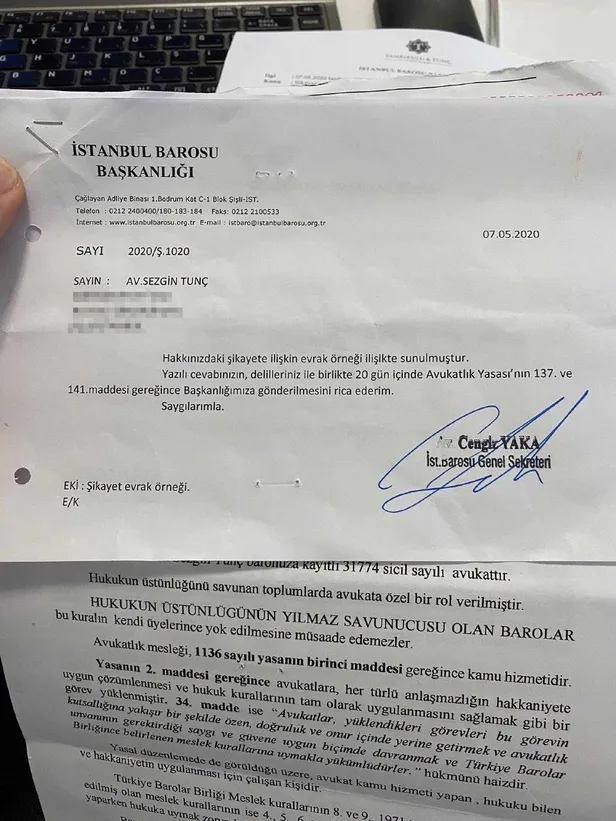 İSTANBUL BAROSU
İSTANBUL BAROSU
BAŞKANLIĞI
Çağlayan Adliye Binası 1.Bodrum Kat C-1 Blok Şişli-İST.
Telefon : 0212 2400400/180-183-184 Faks: 0212 2100533
İnternet : www.istanbulbarosu.org.tr E-mail : istbaro@istanbulbarosu.org.tr
07.05.2020
SAYI 2020/Ş.1020
SAYIN : AV.SEZGİN TUNÇ
Hakkınızdaki şikayete ilişkin evrak örneği ilişikte sunulmuştur.
Yazılı cevabınızın, delilleriniz ile birlikte 20 gün içinde Avukatlık Yasası'nın 137. ve
141.maddesi gereğince Başkanlığımıza gönderilmesini rica ederim.
Saygılarımla.
Av. Cengiz YAKA
İst.Barosu Genel Sekreteri
EKİ : Şikayet evrak örneği.
E/K
Tunç baronuza kayıtlı 31774 sicil sayılı avukattır.
Hukukun üstünlüğünü savunan toplumlarda avukata özel bir rol verilmiştir.
HUKUKUN ÜSTÜNLÜGÜNÜN YILMAZ SAVUNUCUSU OLAN BAROLAR
bu kuralın kendi üyelerince yok edilmesine müsaade edemezler.
Avukatlık mesleği, 1136 sayılı yasanın birinci maddesi gereğince kamu hizmetidir.
Yasanın 2. maddesi gereğince avukatlara, her türlü anlaşmazlığın hakkaniyete
uygun çözümlenmesi ve hukuk kurallarının tam olarak uygulanmasını sağlamak gibi bir
görev yüklenmiştir. 34. madde ise "Avukatlar, yüklendikleri görevleri bu görevin
kutsallığına yakışır bir şekilde özen, doğruluk ve onur içinde yerine getirmek ve avukatlık
unvanının gerektirdiği saygı ve güvene uygun biçimde davranmak ve Türkiye Barolar
Birliğince belirlenen meslek kurallarına uymakla yükümlüdürler." hükmünü haizdir.
Yasal düzenlemede de görüldüğü üzere, avukat kamu hizmeti yapan , hukuku bilen
ve hakkaniyetin uygulanması için çalışan kişidir.
Türkiye Barolar Birliği Meslek kurallarının 8. ve 9., 1971
edilmiş olan meslek kurallarının ise 4., 5., 6
yaparken hukuka uymak